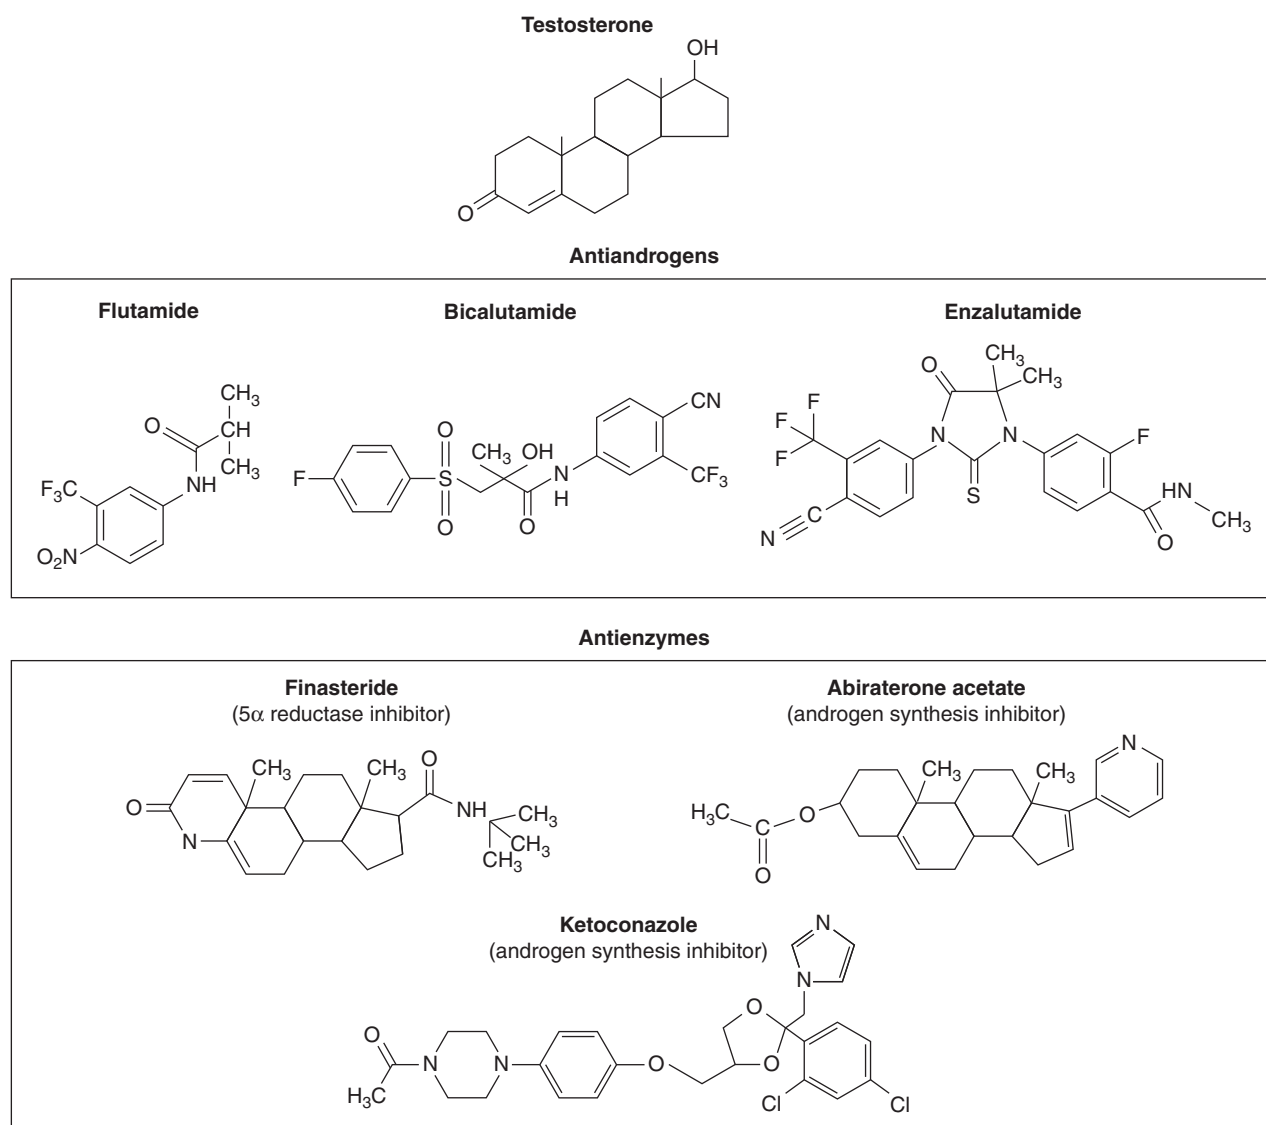 Testosterone
OH
O
Antiandrogens
Flutamide
Bicalutamide
Enzalutamide
CH3
O
CH
CH3
NH
F3C
O2N
F
O
S
O
CH3
OH
O
N
H
CN
CF3
O
CH3
CH3
F
F
F
N
N
S
C
N
F
HN
CH3
O
Antienzymes
Finasteride
(5α reductase inhibitor)
O
N
CH3
CH3
O
NH
CH3
CH3
CH3
Abiraterone acetate
(androgen synthesis inhibitor)
H3C
C
O
O
CH3
CH3
N
Ketoconazole
(androgen synthesis inhibitor)
N
N
O
O
O
H3C
N
N
O
Cl
Cl